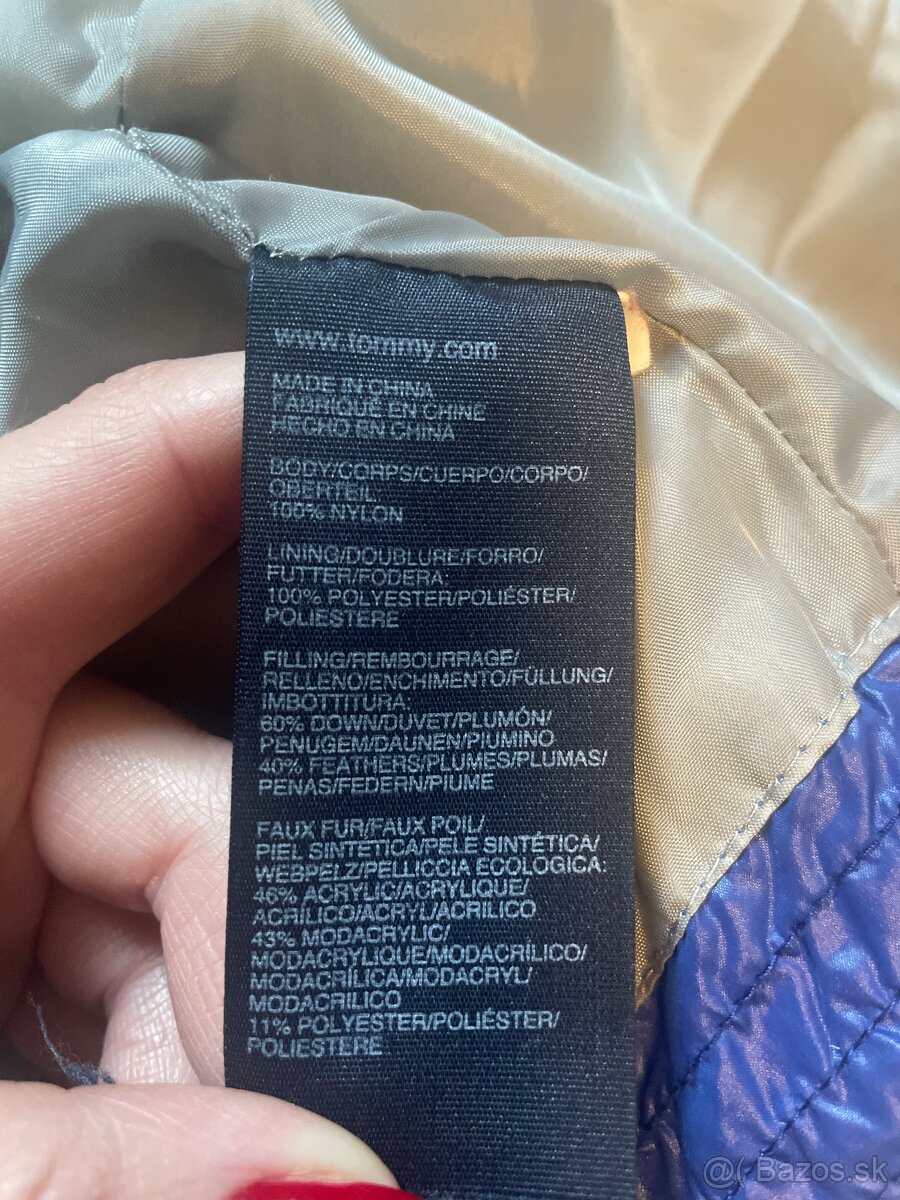 www.tommy.com
MADE IN CHINA
FABRIQUÉ EN CHINE
HECHO EN CHINA
BODY/CORPS/CUERPO/CORPO/
OBERTEIL:
100% NYLON
LINING/DOUBLURE/FORRO/
FUTTER/FODERA:
100% POLYESTER/POLIÉSTER/
POLIESTERE
FILLING/REMBOURRAGE/
RELLENO/ENCHIMENTO/FÜLLUNG/
IMBOTTITURA:
60% DOWN/DUVET/PLUMÓN/
PENUGEM/DAUNEN/PIUMINO
40% FEATHERS/PLUMES/PLUMAS/
PENAS/FEDERN/PIUME
FAUX FUR/FAUX POIL/
PIEL SINTETICA/PELE SINTÉTICA/
WEBPELZ/PELLICCIA ECOLOGICA:
46% ACRYLIC/ACRYLIQUE/
ACRILICO/ACRYL/ACRILICO
43% MODACRYLIC/
MODACRYLIQUE/MODACRÍLICO/
MODACRÍLICA/MODACRYL/
MODACRILICO
11% POLYESTER/POLIÉSTER/
POLIESTERE
@( Bazos.sk